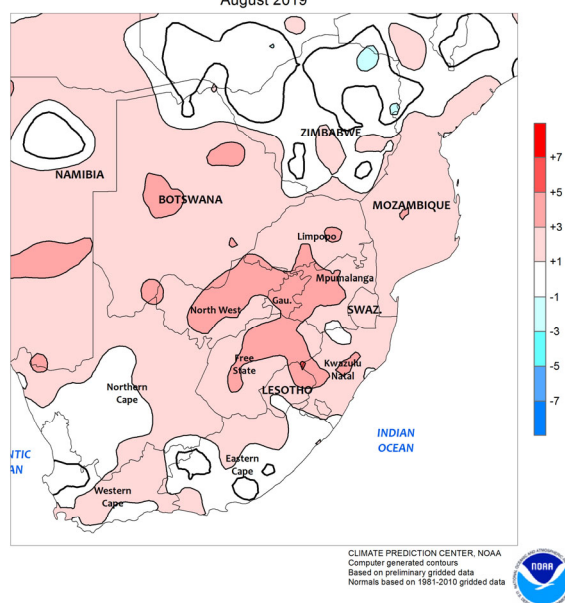 August 2019
ZIMBABWE
NAMIBIA
BOTSWANA
MOZAMBIQUE
Limpopo
Mpumalanga
North West
Gau.
SWAZ.
Free
State
Kwazulu
Natal
LESOTHO
Northern
Cape
Eastern
Cape
Western
Cape
NTIC
AN
INDIAN
OCEAN
+7
+5
+3
+1
-1
-3
-5
-7
CLIMATE PREDICTION CENTER, NOAA
Computer generated contours
Based on preliminary gridded data
Normals based on 1981-2010 gridded data
NOAA